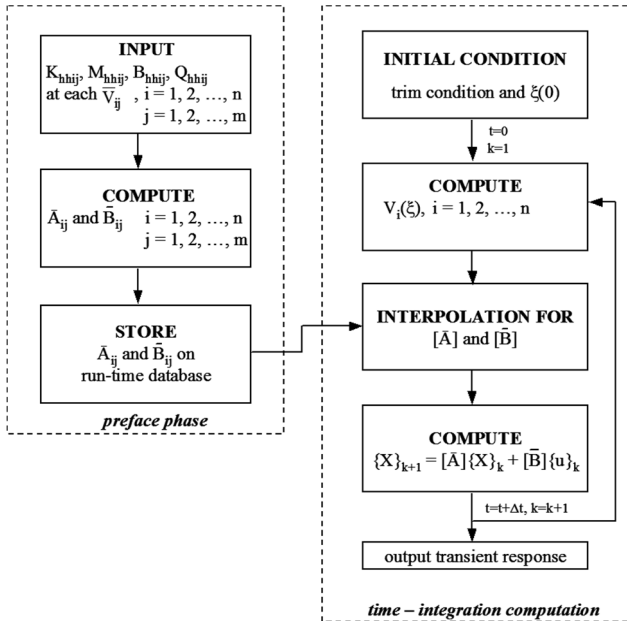 INPUT
K_hhij, M_hhij, B_hhij, Q_hhij
at each V̅_ij , i = 1, 2, ..., n
j = 1, 2, ..., m
COMPUTE
Ā_ij and B̄_ij i = 1, 2, ..., n
j = 1, 2, ..., m
STORE
Ā_ij and B̄_ij on
run-time database
preface phase
INITIAL CONDITION
trim condition and ξ(0)
t=0
k=1
COMPUTE
V_i(ξ), i = 1, 2, ..., n
INTERPOLATION FOR
[Ā] and [B̄]
COMPUTE
{X}_k+1 = [Ā]{X}_k + [B̄]{u}_k
t=t+Δt, k=k+1
output transient response
time – integration computation